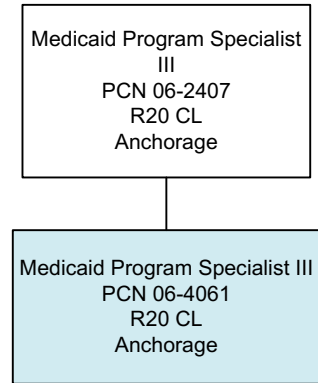 Medicaid Program Specialist
III
PCN 06-2407
R20 CL
Anchorage
Medicaid Program Specialist III
PCN 06-4061
R20 CL
Anchorage